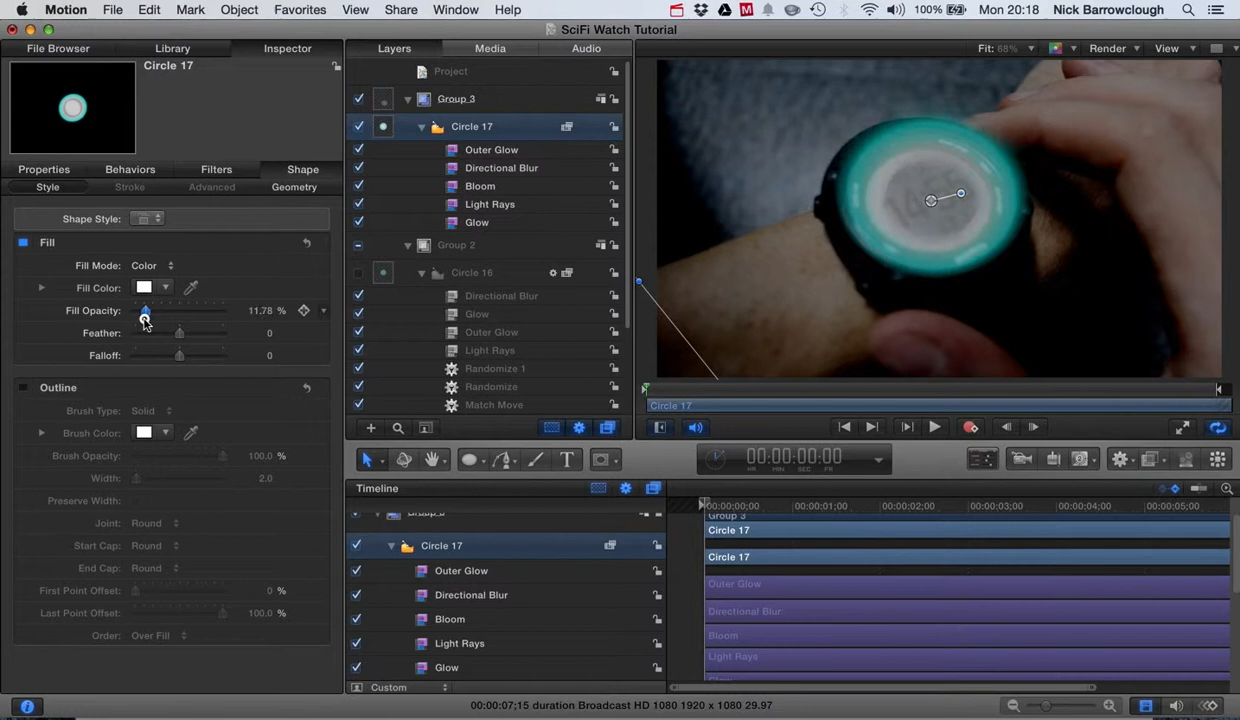 Motion File Edit Mark Object Favorites View Share Window Help 100% Mon 20:18 Nick Barrowclough
SciFi Watch Tutorial
File Browser Library Inspector Layers Media Audio Fit: 68% Render View
Circle 17
Project
Group 3
Circle 17
Outer Glow
Directional Blur
Bloom
Light Rays
Glow
Group 2
Circle 16
Directional Blur
Glow
Outer Glow
Light Rays
Randomize 1
Randomize
Match Move
Properties Behaviors Filters Shape
Style Stroke Advanced Geometry
Shape Style:
Fill
Fill Mode: Color
Fill Color:
Fill Opacity: 11.78 %
Feather: 0
Falloff: 0
Outline
Brush Type: Solid
Brush Color:
Brush Opacity: 100.0 %
Width: 2.0
Preserve Width:
Joint: Round
Start Cap: Round
End Cap: Round
First Point Offset: 0 %
Last Point Offset: 100.0 %
Order: Over Fill
Circle 17
00:00:00:00
HR MIN SEC FR
Timeline
00:00:00;00 00:00:01;00 00:00:02;00 00:00:03;00 00:00:04;00 00:00:05;00
Group 3
Circle 17 Circle 17
Circle 17
Outer Glow Outer Glow
Directional Blur Directional Blur
Bloom Bloom
Light Rays Light Rays
Glow
Custom
00:00:07;15 duration Broadcast HD 1080 1920 x 1080 29.97